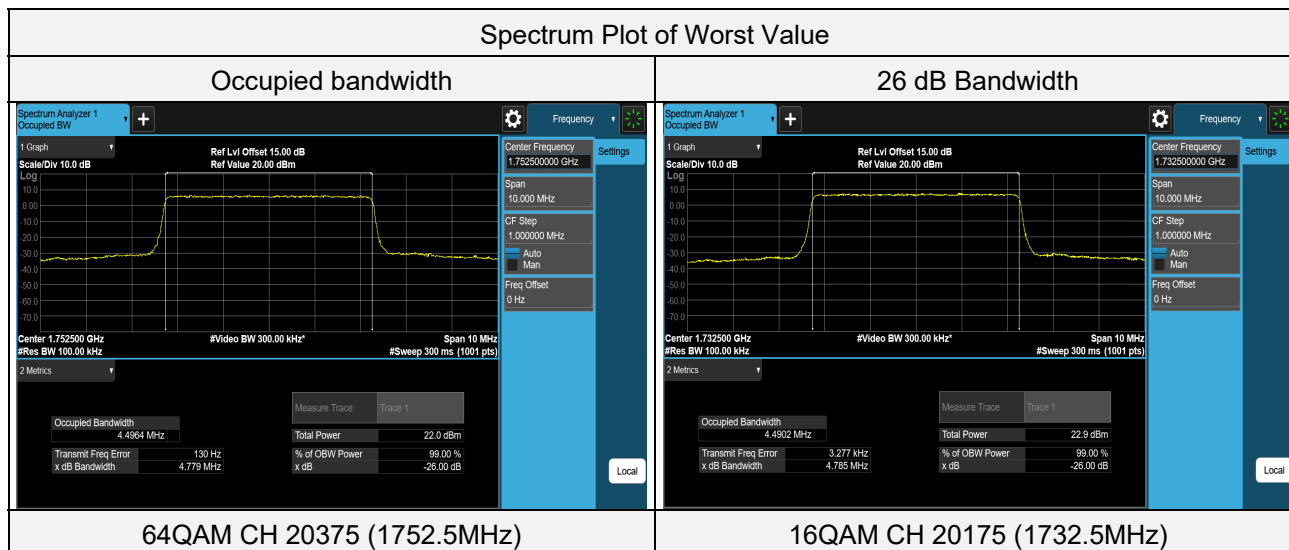 Spectrum Plot of Worst Value
Occupied bandwidth
26 dB Bandwidth
Spectrum Analyzer 1
Occupied BW
+
Frequency
1 Graph
Scale/Div 10.0 dB
Ref Lvl Offset 15.00 dB
Ref Value 20.00 dBm
Log
10.0
0.00
-10.0
-20.0
-30.0
-40.0
-50.0
-60.0
-70.0
Center 1.752500 GHz
#Video BW 300.00 kHz*
Span 10 MHz
#Res BW 100.00 kHz
#Sweep 300 ms (1001 pts)
Center Frequency
1.752500000 GHz
Settings
Span
10.000 MHz
CF Step
1.000000 MHz
Auto
Man
Freq Offset
0 Hz
2 Metrics
Measure Trace Trace 1
Occupied Bandwidth
4.4964 MHz
Total Power 22.0 dBm
Transmit Freq Error 130 Hz
% of OBW Power 99.00 %
x dB Bandwidth 4.779 MHz
x dB -26.00 dB
Local
Spectrum Analyzer 1
Occupied BW
+
Frequency
1 Graph
Scale/Div 10.0 dB
Ref Lvl Offset 15.00 dB
Ref Value 20.00 dBm
Log
10.0
0.00
-10.0
-20.0
-30.0
-40.0
-50.0
-60.0
-70.0
Center 1.732500 GHz
#Video BW 300.00 kHz*
Span 10 MHz
#Res BW 100.00 kHz
#Sweep 300 ms (1001 pts)
Center Frequency
1.732500000 GHz
Settings
Span
10.000 MHz
CF Step
1.000000 MHz
Auto
Man
Freq Offset
0 Hz
2 Metrics
Measure Trace Trace 1
Occupied Bandwidth
4.4902 MHz
Total Power 22.9 dBm
Transmit Freq Error 3.277 kHz
% of OBW Power 99.00 %
x dB Bandwidth 4.785 MHz
x dB -26.00 dB
Local
64QAM CH 20375 (1752.5MHz)
16QAM CH 20175 (1732.5MHz)